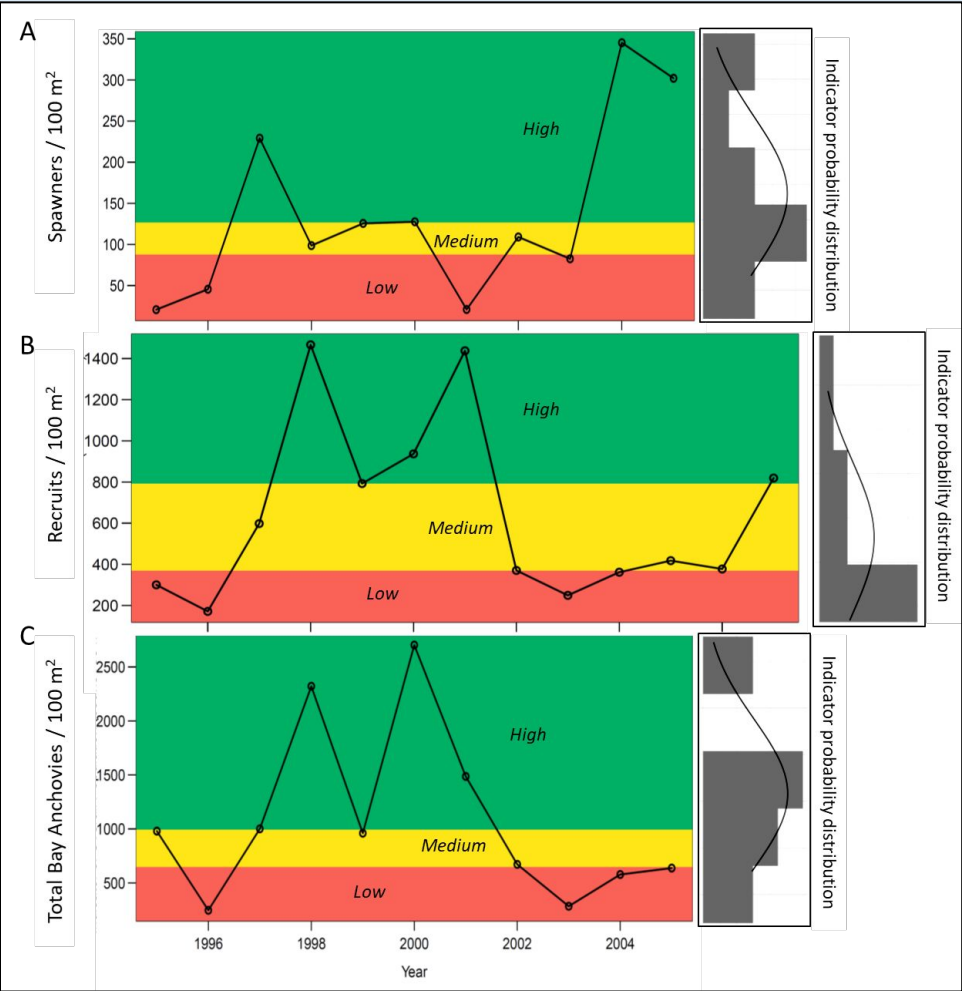 A
Spawners / 100 m²
350
300
250
200
150
100
50
High
Medium
Low
Indicator probability distribution
B
Recruits / 100 m²
1400
1200
1000
800
600
400
200
High
Medium
Low
Indicator probability distribution
C
Total Bay Anchovies / 100 m²
2500
2000
1500
1000
500
High
Medium
Low
Indicator probability distribution
1996 1998 2000 2002 2004
Year